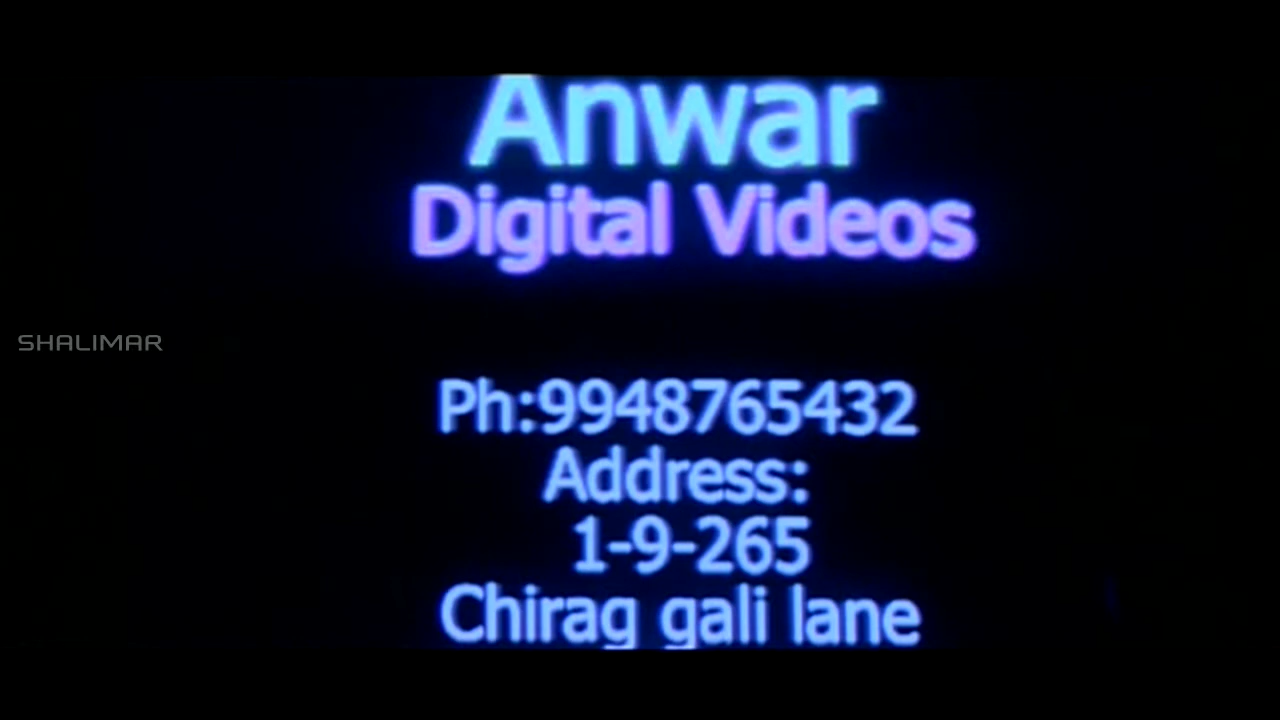 Anwar
Digital Videos
SHALIMAR
Ph:9948765432
Address:
1-9-265
Chirag gali lane